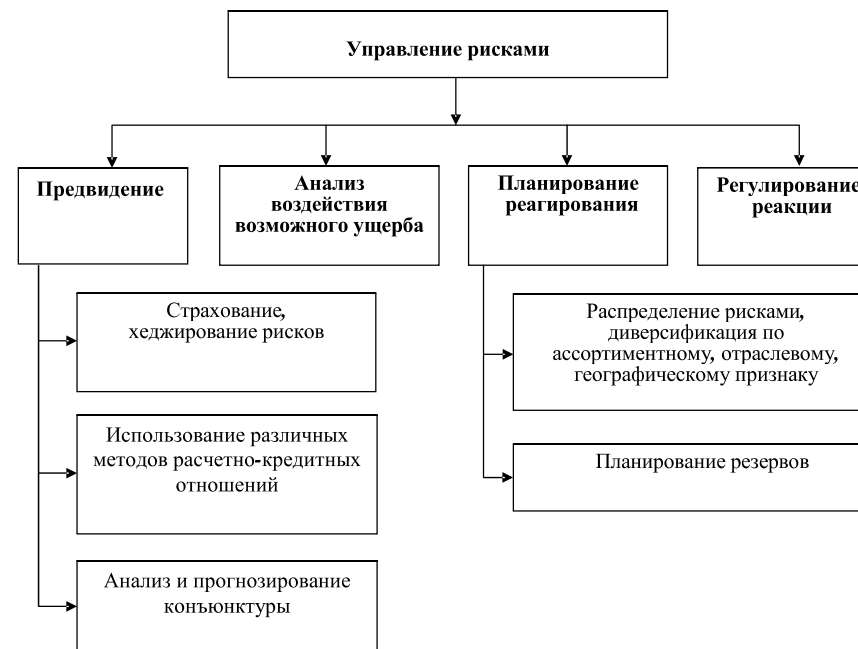 Управление рисками
Предвидение
Анализ
воздействия
возможного ущерба
Планирование
реагирования
Регулирование
реакции
Страхование,
хеджирование рисков
Использование различных
методов расчетно-кредитных
отношений
Анализ и прогнозирование
конъюнктуры
Распределение рисками,
диверсификация по
ассортиментному, отраслевому,
географическому признаку
Планирование резервов